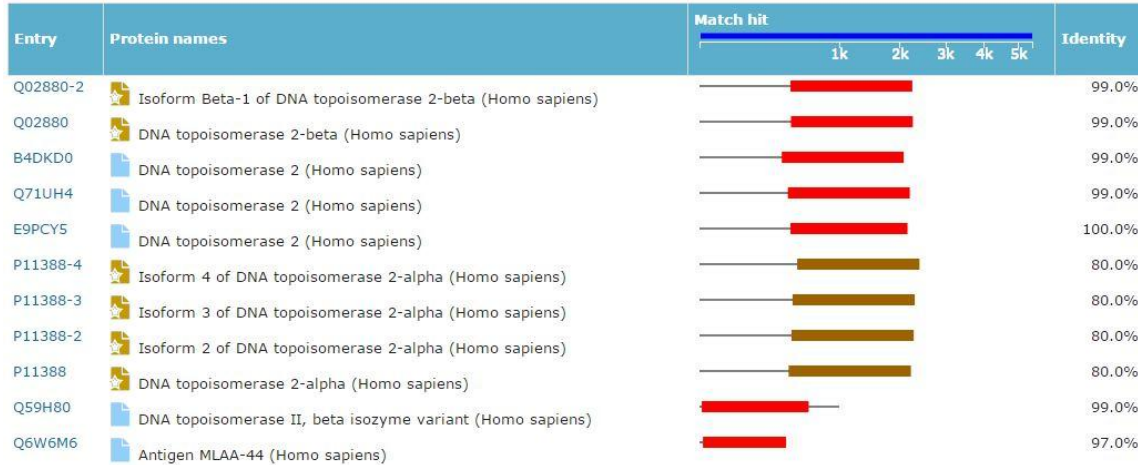 Entry Protein names Match hit Identity
1k 2k 3k 4k 5k
Q02880-2 Isoform Beta-1 of DNA topoisomerase 2-beta (Homo sapiens) 99.0%
Q02880 DNA topoisomerase 2-beta (Homo sapiens) 99.0%
B4DKD0 DNA topoisomerase 2 (Homo sapiens) 99.0%
Q71UH4 DNA topoisomerase 2 (Homo sapiens) 99.0%
E9PCY5 DNA topoisomerase 2 (Homo sapiens) 100.0%
P11388-4 Isoform 4 of DNA topoisomerase 2-alpha (Homo sapiens) 80.0%
P11388-3 Isoform 3 of DNA topoisomerase 2-alpha (Homo sapiens) 80.0%
P11388-2 Isoform 2 of DNA topoisomerase 2-alpha (Homo sapiens) 80.0%
P11388 DNA topoisomerase 2-alpha (Homo sapiens) 80.0%
Q59H80 DNA topoisomerase II, beta isozyme variant (Homo sapiens) 99.0%
Q6W6M6 Antigen MLAA-44 (Homo sapiens) 97.0%